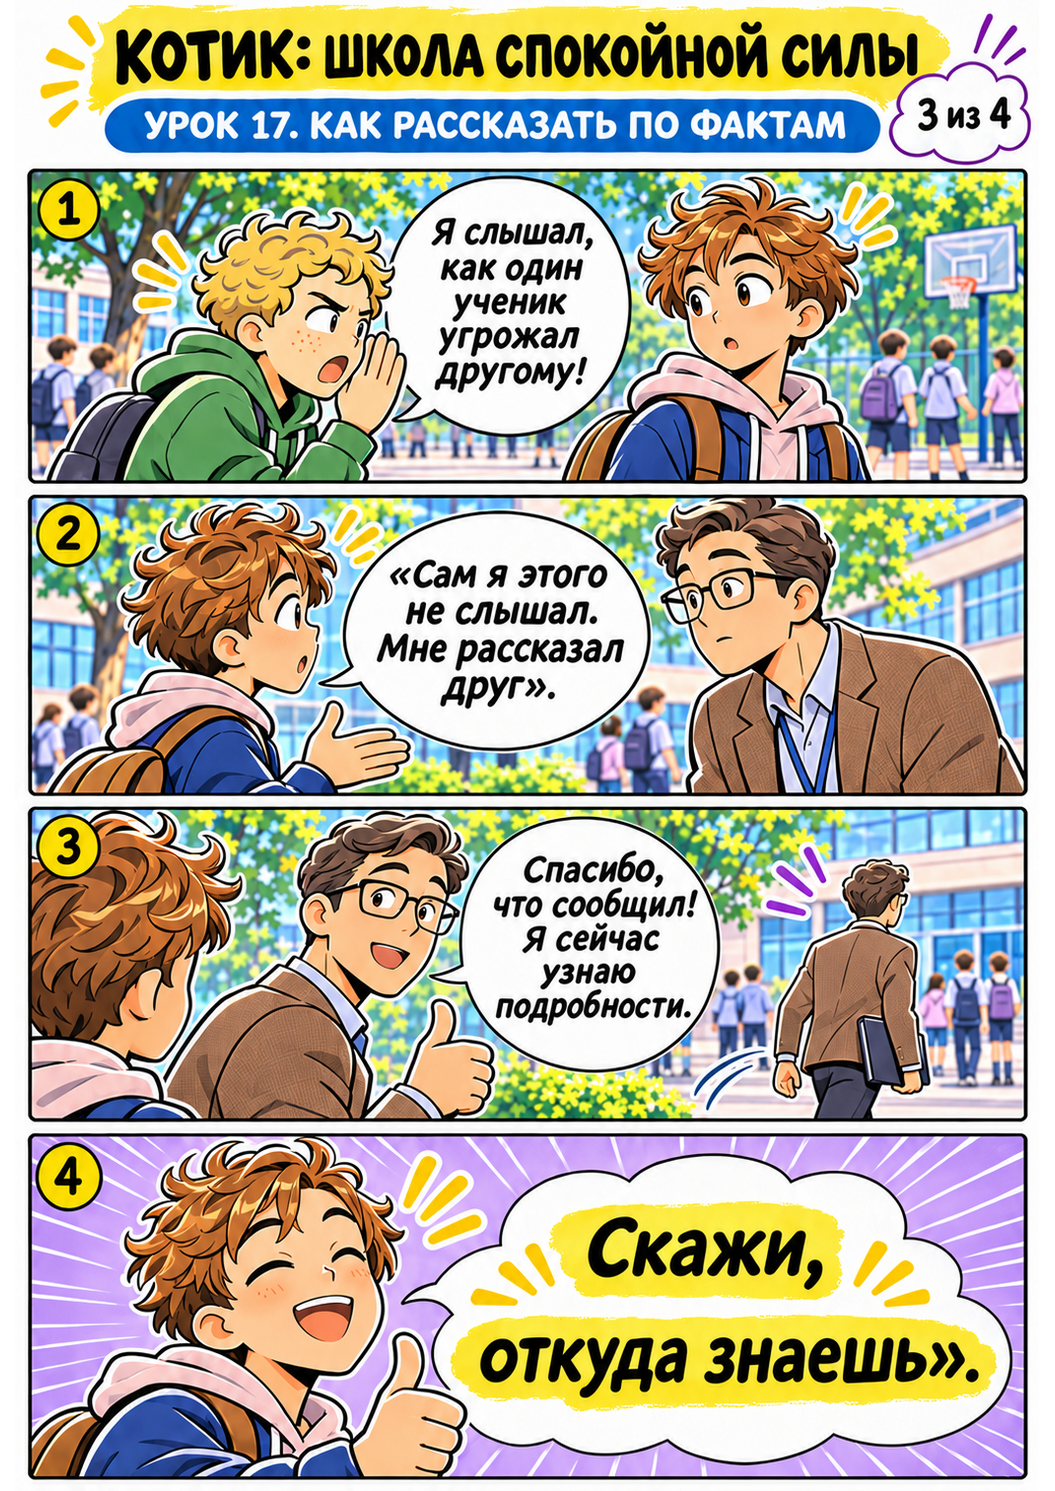 КОТИК: ШКОЛА СПОКОЙНОЙ СИЛЫ
УРОК 17. КАК РАССКАЗАТЬ ПО ФАКТАМ
3 из 4
1
Я слышал,
как один
ученик
угрожал
другому!
2
«Сам я этого
не слышал.
Мне рассказал
друг».
3
Спасибо,
что сообщил!
Я сейчас
узнаю
подробности.
4
Скажи,
откуда знаешь».